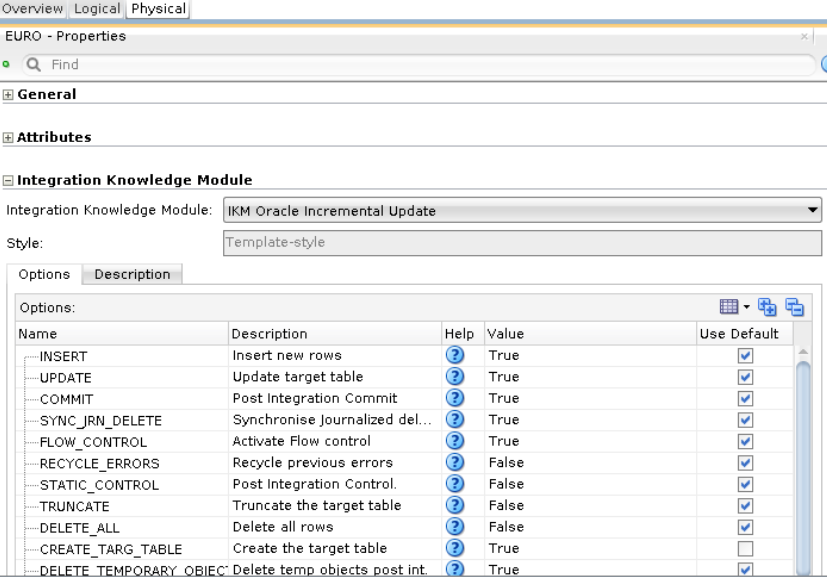 Overview Logical Physical
EURO - Properties
Find
General
Attributes
Integration Knowledge Module
Integration Knowledge Module: IKM Oracle Incremental Update
Style: Template-style
Options Description
Options:
Name Description Help Value Use Default
INSERT Insert new rows ? True
UPDATE Update target table ? True
COMMIT Post Integration Commit ? True
SYNC_JRN_DELETE Synchronise Journalized del... ? True
FLOW_CONTROL Activate Flow control ? True
RECYCLE_ERRORS Recycle previous errors ? False
STATIC_CONTROL Post Integration Control. ? False
TRUNCATE Truncate the target table ? False
DELETE_ALL Delete all rows ? False
CREATE_TARG_TABLE Create the target table ? True
DELETE_TEMPORARY_OBJEC Delete temp objects post int. ? True